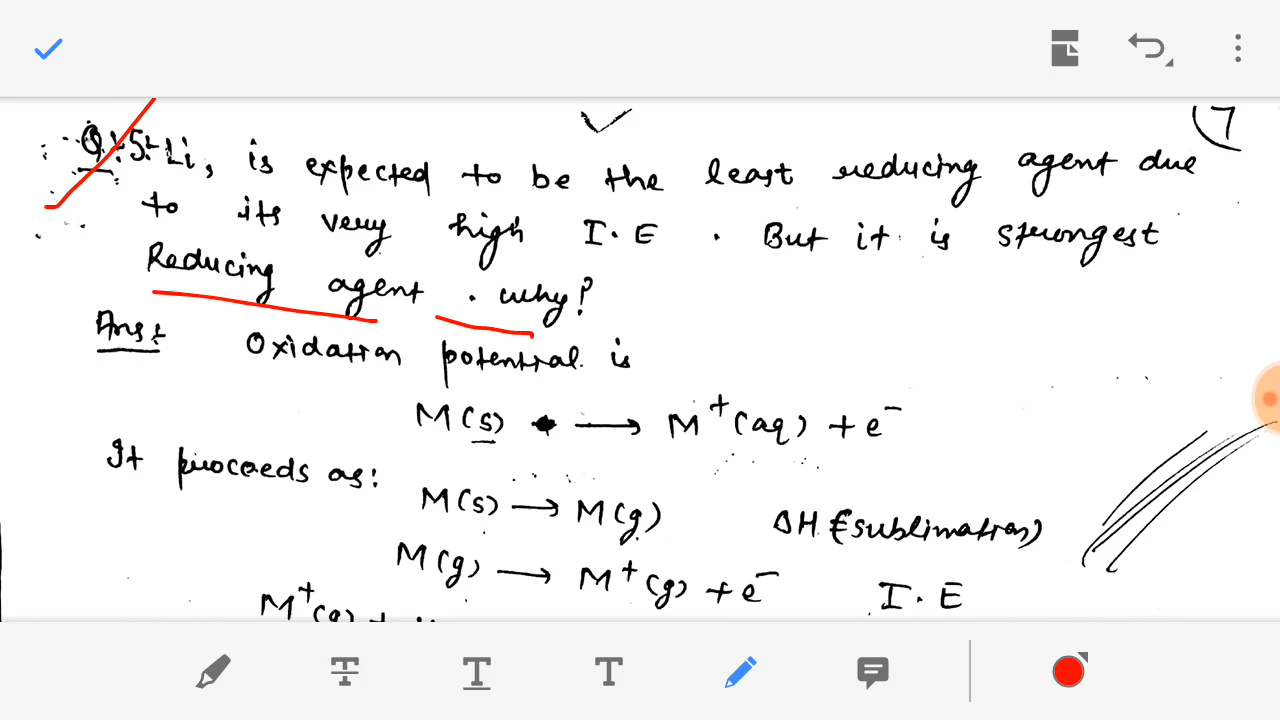 7
Q.5. Li, is expected to be the least reducing agent due
to its very high I.E. But it is strongest
Reducing agent. Why?
Ans: Oxidation potential is
M(s) → M⁺(aq) + e⁻
It proceeds as:
M(s) → M(g) ΔH (sublimation)
M(g) → M⁺(g) + e⁻ I.E
M⁺(g) +
T T T